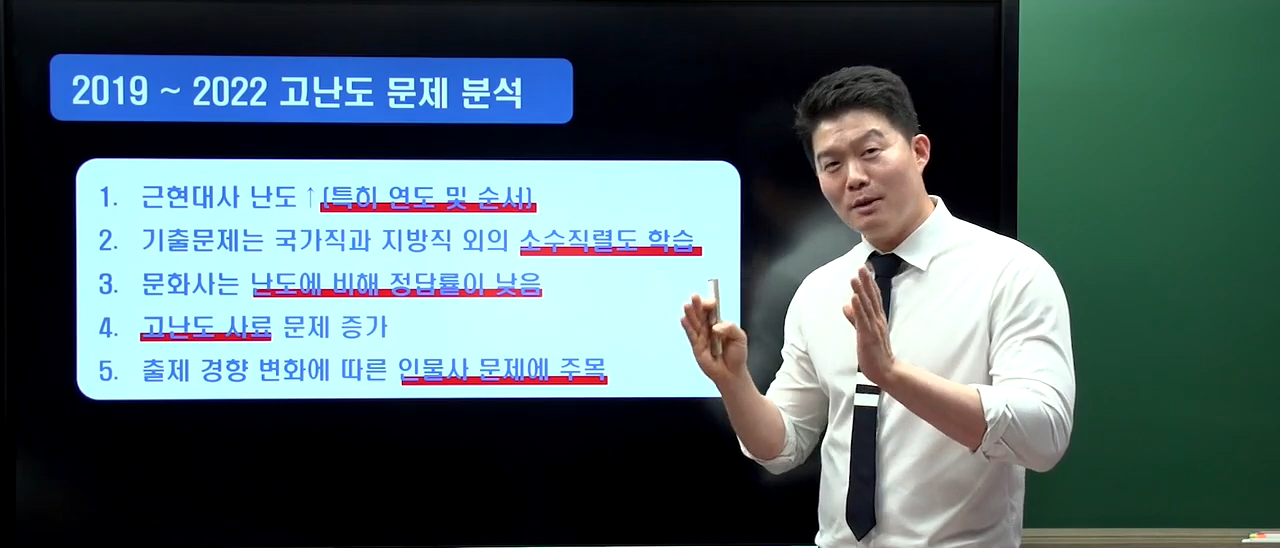 2019 ~ 2022 고난도 문제 분석
1. 근현대사 난도↑(특히 연도 및 순서)
2. 기출문제는 국가직과 지방직 외의 소수직렬도 학습
3. 문화사는 난도에 비해 정답률이 낮음
4. 고난도 사료 문제 증가
5. 출제 경향 변화에 따른 인물사 문제에 주목